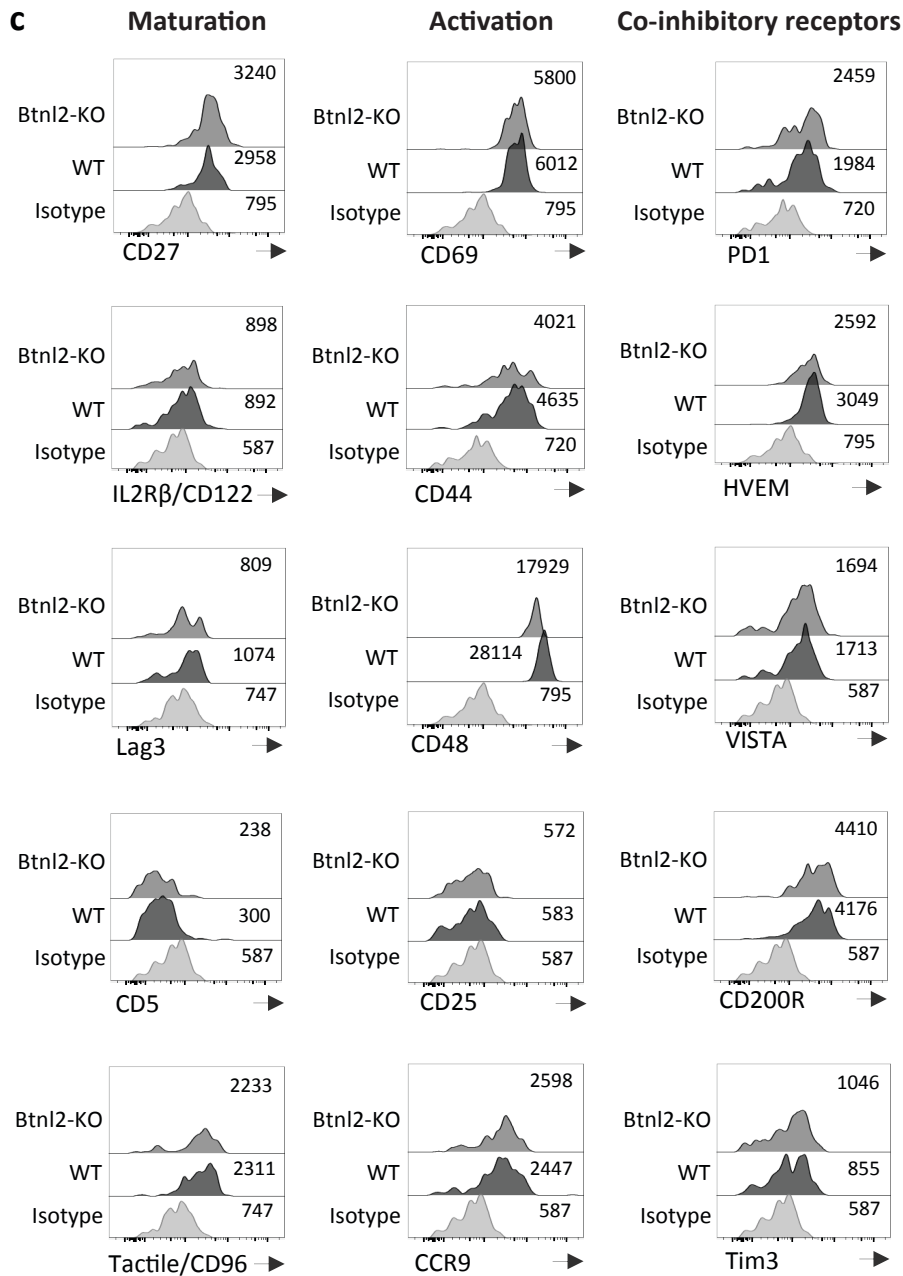 c
Maturation
Activation
Co-inhibitory receptors
3240
Btnl2-KO
2958
WT
795
Isotype
CD27
5800
Btnl2-KO
6012
WT
795
Isotype
CD69
2459
Btnl2-KO
1984
WT
720
Isotype
PD1
898
Btnl2-KO
892
WT
587
Isotype
IL2Rβ/CD122
4021
Btnl2-KO
4635
WT
720
Isotype
CD44
2592
Btnl2-KO
3049
WT
795
Isotype
HVEM
809
Btnl2-KO
1074
WT
747
Isotype
Lag3
17929
Btnl2-KO
28114
WT
795
Isotype
CD48
1694
Btnl2-KO
1713
WT
587
Isotype
VISTA
238
Btnl2-KO
300
WT
587
Isotype
CD5
572
Btnl2-KO
583
WT
587
Isotype
CD25
4410
Btnl2-KO
4176
WT
587
Isotype
CD200R
2233
Btnl2-KO
2311
WT
747
Isotype
Tactile/CD96
2598
Btnl2-KO
2447
WT
587
Isotype
CCR9
1046
Btnl2-KO
855
WT
587
Isotype
Tim3